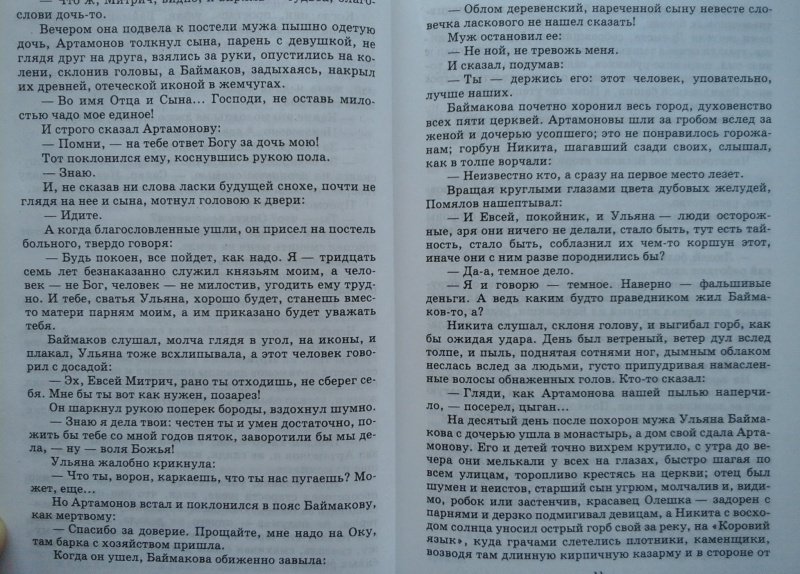 — Что ж, Митрич, видно,
слови дочь-то.
Вечером она подвела к постели мужа пышно одетую
дочь, Артамонов толкнул сына, парень с девушкой, не
глядя друг на друга, взялись за руки, опустились на ко-
лени, склонив головы, а Баймаков, задыхаясь, накрыл
их древней, отеческой иконой в жемчугах.
— Во имя Отца и Сына... Господи, не оставь мило-
стью чадо мое единое!
И строго сказал Артамонову:
— Помни, — на тебе ответ Богу за дочь мою!
Тот поклонился ему, коснувшись рукою пола.
— Знаю.
И, не сказав ни слова ласки будущей снохе, почти не
глядя на нее и сына, мотнул головою к двери:
— Идите.
А когда благословленные ушли, он присел на постель
больного, твердо говоря:
— Будь покоен, все пойдет, как надо. Я — тридцать
семь лет безнаказанно служил князьям моим, а чело-
век — не Бог, человек — не милостив, угодить ему труд-
но. И тебе, сватья Ульяна, хорошо будет, станешь вмес-
то матери парням моим, а им приказано будет уважать
тебя.
Баймаков слушал, молча глядя в угол, на иконы, и
плакал, Ульяна тоже всхлипывала, а этот человек гово-
рил с досадой:
— Эх, Евсей Митрич, рано ты отходишь, не сберег се-
бя. Мне бы ты вот как нужен, позарез!
Он шаркнул рукою поперек бороды, вздохнул шумно.
— Знаю я дела твои: честен ты и умен достаточно, по-
жить бы тебе со мной годов пяток, заворотили бы мы де-
ла, — ну — воля Божья!
Ульяна жалобно крикнула:
— Что ты, ворон, каркаешь, что ты нас пугаешь? Мо-
жет, еще...
Но Артамонов встал и поклонился в пояс Баймакову,
как мертвому:
— Спасибо за доверие. Прощайте, мне надо на Оку,
там барка с хозяйством пришла.
Когда он ушел, Баймакова обиженно завыла:
— Облом деревенский, нареченной сыну невесте сло-
вечка ласкового не нашел сказать!
Муж остановил ее:
— Не ной, не тревожь меня.
И сказал, подумав:
— Ты — держись его: этот человек, уповательно,
лучше наших.
Баймакова почетно хоронил весь город, духовенство
всех пяти церквей. Артамоновы шли за гробом вслед за
женой и дочерью усопшего; это не понравилось горожа-
нам; горбун Никита, шагавший сзади своих, слышал,
как в толпе ворчали:
— Неизвестно кто, а сразу на первое место лезет.
Вращая круглыми глазами цвета дубовых желудей,
Помялов нашептывал:
— И Евсей, покойник, и Ульяна — люди осторож-
ные, зря они ничего не делали, стало быть, тут есть тай-
ность, стало быть, соблазнил их чем-то коршун этот,
иначе они с ним разве породнились бы?
— Да-а, темное дело.
— Я и говорю — темное. Наверно — фальшивые
деньги. А ведь каким будто праведником жил Байма-
ков-то, а?
Никита слушал, склоня голову, и выгибал горб, как
бы ожидая удара. День был ветреный, ветер дул вслед
толпе, и пыль, поднятая сотнями ног, дымным облаком
неслась вслед за людьми, густо припудривая намаслен-
ные волосы обнаженных голов. Кто-то сказал:
— Гляди, как Артамонова нашей пылью наперчи-
ло, — посерел, цыган...
На десятый день после похорон мужа Ульяна Байма-
кова с дочерью ушла в монастырь, а дом свой сдала Арта-
монову. Его и детей точно вихрем крутило, с утра до ве-
чера они мелькали у всех на глазах, быстро шагая по
всем улицам, торопливо крестясь на церкви; отец был
шумен и неистов, старший сын угрюм, молчалив и, види-
мо, робок или застенчив, красавец Олешка — задорен с
парнями и дерзко подмигивал девицам, а Никита с восхо-
дом солнца уносил острый горб свой за реку, на «Коровий
язык», куда грачами слетелись плотники, каменщики,
возводя там длинную кирпичную казарму и в стороне от